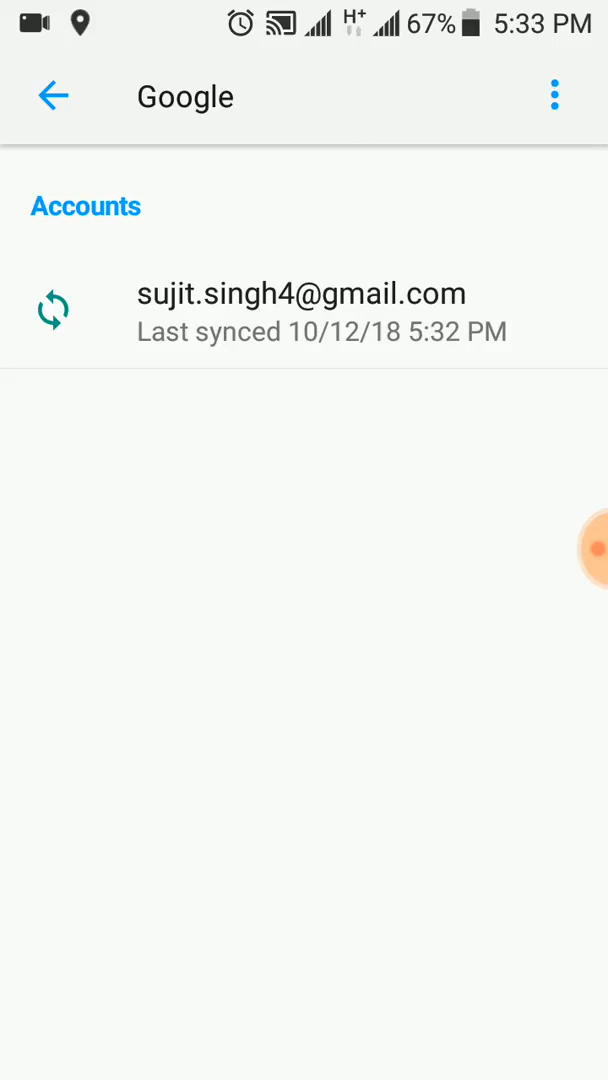 H+ 67% 5:33 PM
Google
Accounts
sujit.singh4@gmail.com
Last synced 10/12/18 5:32 PM